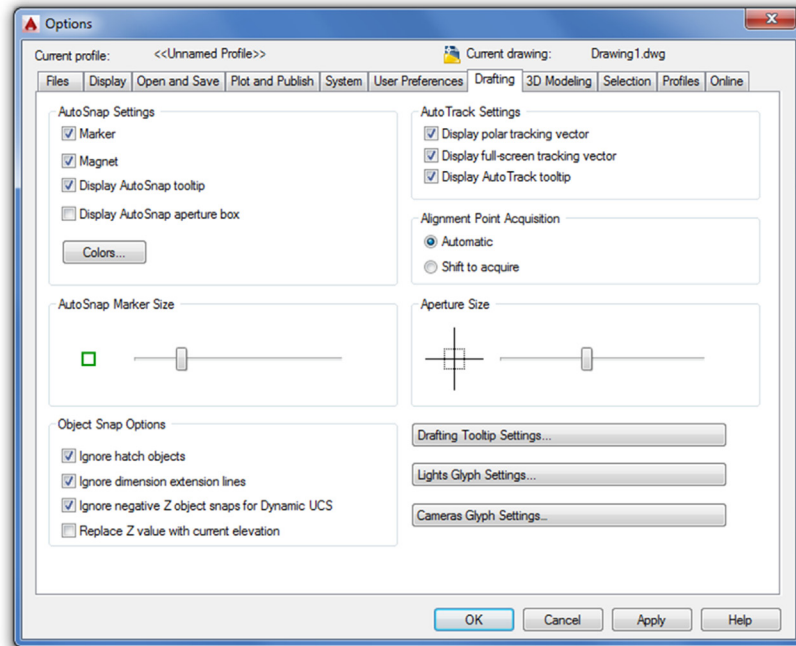 Options
Current profile: <<Unnamed Profile>> Current drawing: Drawing1.dwg
Files Display Open and Save Plot and Publish System User Preferences Drafting 3D Modeling Selection Profiles Online
AutoSnap Settings
Marker
Magnet
Display AutoSnap tooltip
Display AutoSnap aperture box
Colors...
AutoTrack Settings
Display polar tracking vector
Display full-screen tracking vector
Display AutoTrack tooltip
Alignment Point Acquisition
Automatic
Shift to acquire
AutoSnap Marker Size
Aperture Size
Object Snap Options
Ignore hatch objects
Ignore dimension extension lines
Ignore negative Z object snaps for Dynamic UCS
Replace Z value with current elevation
Drafting Tooltip Settings...
Lights Glyph Settings...
Cameras Glyph Settings...
OK Cancel Apply Help